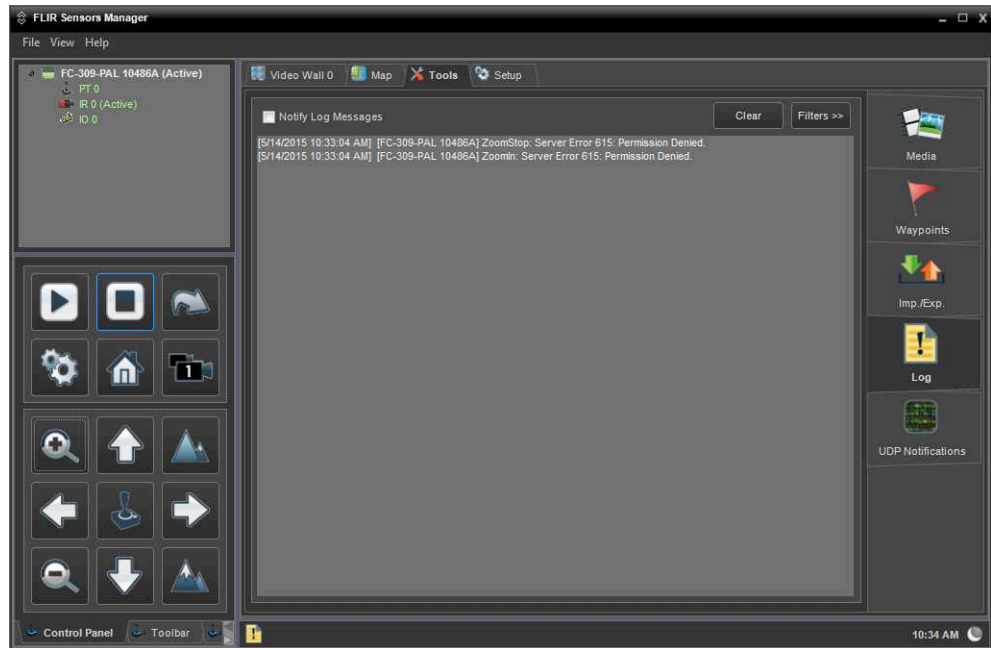 FLIR Sensors Manager
File View Help
FC-309-PAL 10486A (Active)
PT 0
IR 0 (Active)
IO 0
Video Wall 0
Map
Tools
Setup
Notify Log Messages
Clear
Filters >>
[5/14/2015 10:33:04 AM] [FC-309-PAL 10486A] ZoomStop: Server Error 615: Permission Denied.
[5/14/2015 10:33:04 AM] [FC-309-PAL 10486A] ZoomIn: Server Error 615: Permission Denied.
Media
Waypoints
Imp./Exp.
Log
UDP Notifications
1
Control Panel
Toolbar
10:34 AM